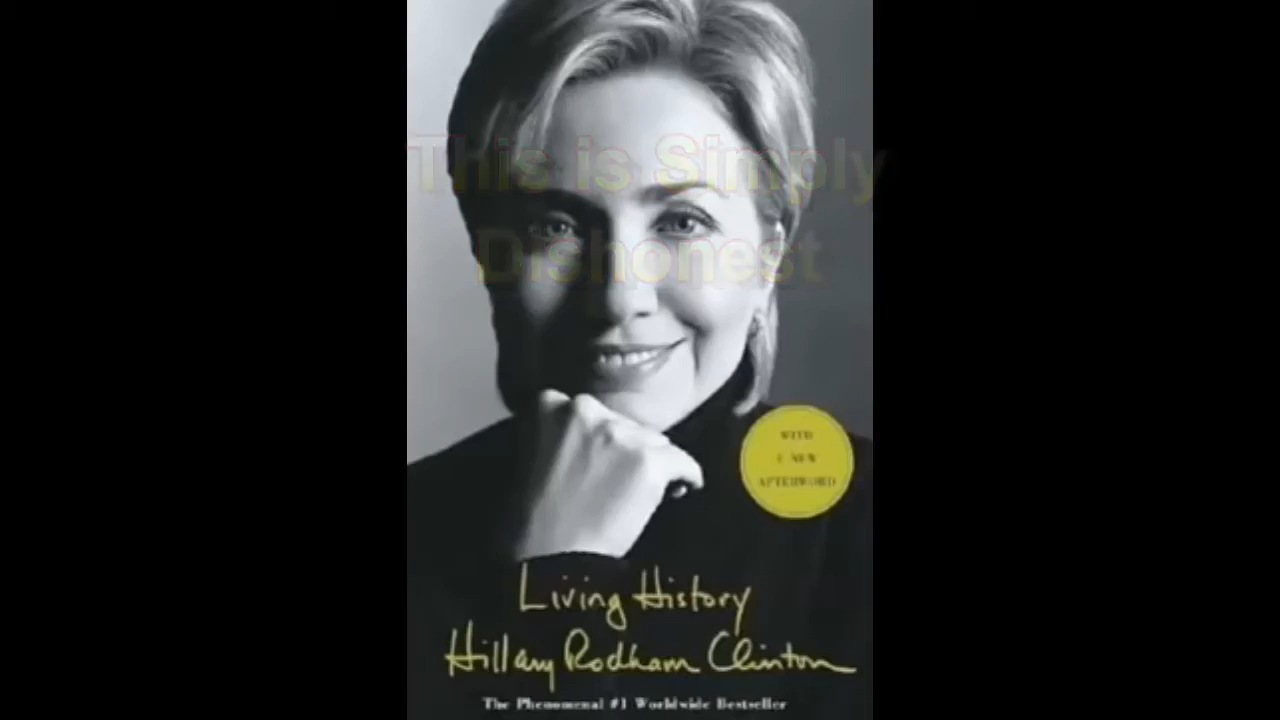 This is Simply
Dishonest
WITH
A NEW
AFTERWORD
Living History
Hillary Rodham Clinton
The Phenomenal #1 Worldwide Bestseller